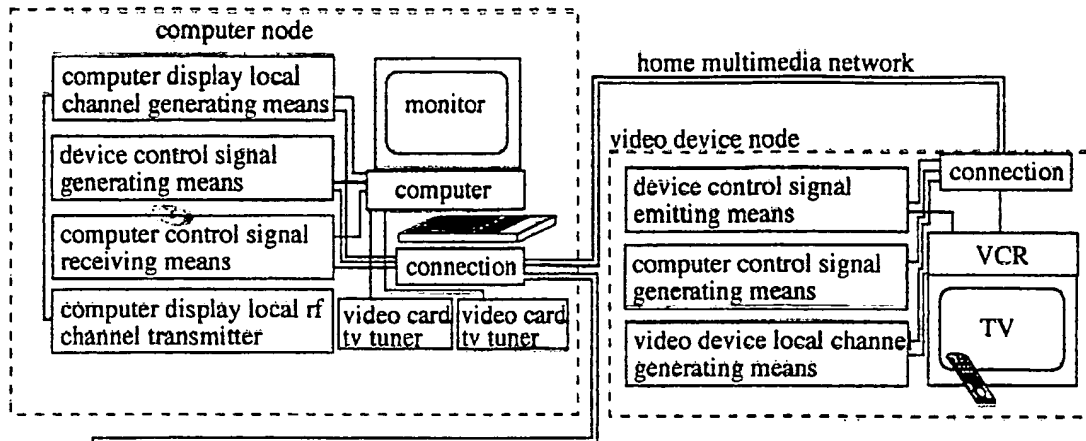 computer node
computer display local
channel generating means
monitor
device control signal
generating means
computer
computer control signal
receiving means
connection
computer display local rf
channel transmitter
video card
tv tuner
video card
tv tuner
home multimedia network
video device node
connection
device control signal
emitting means
computer control signal
generating means
VCR
TV
video device local channel
generating means